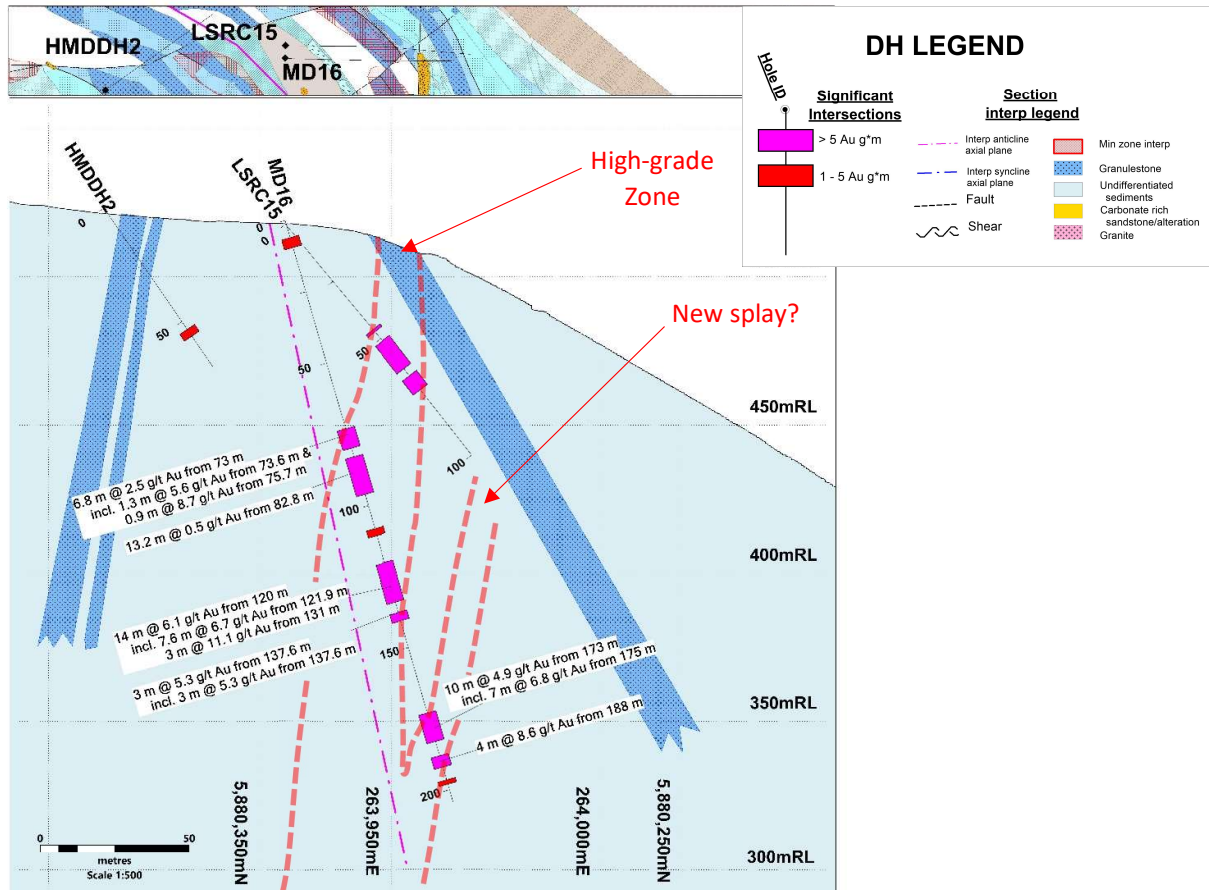 HMDDH2
LSRC15
MD16
DH LEGEND
Hole ID
Significant
Intersections
> 5 Au g*m
1 - 5 Au g*m
Section
interp legend
Interp anticline
axial plane
Interp syncline
axial plane
Fault
Shear
Min zone interp
Granulestone
Undifferentiated
sediments
Carbonate rich
sandstone/alteration
Granite
HMDDH2
MD16
LSRC15
High-grade
Zone
New splay?
0
0
0
50
50
50
100
100
150
200
450mRL
400mRL
350mRL
300mRL
6.8 m @ 2.5 g/t Au from 73 m
incl. 1.3 m @ 5.6 g/t Au from 73.6 m &
0.9 m @ 8.7 g/t Au from 75.7 m
13.2 m @ 0.5 g/t Au from 82.8 m
14 m @ 6.1 g/t Au from 120 m
incl. 7.6 m @ 6.7 g/t Au from 121.9 m
3 m @ 11.1 g/t Au from 131 m
3 m @ 5.3 g/t Au from 137.6 m
incl. 3 m @ 5.3 g/t Au from 137.6 m
10 m @ 4.9 g/t Au from 173 m
incl. 7 m @ 6.8 g/t Au from 175 m
4 m @ 8.6 g/t Au from 188 m
5,880,350mN
263,950mE
264,000mE
5,880,250mN
0 50
metres
Scale 1:500